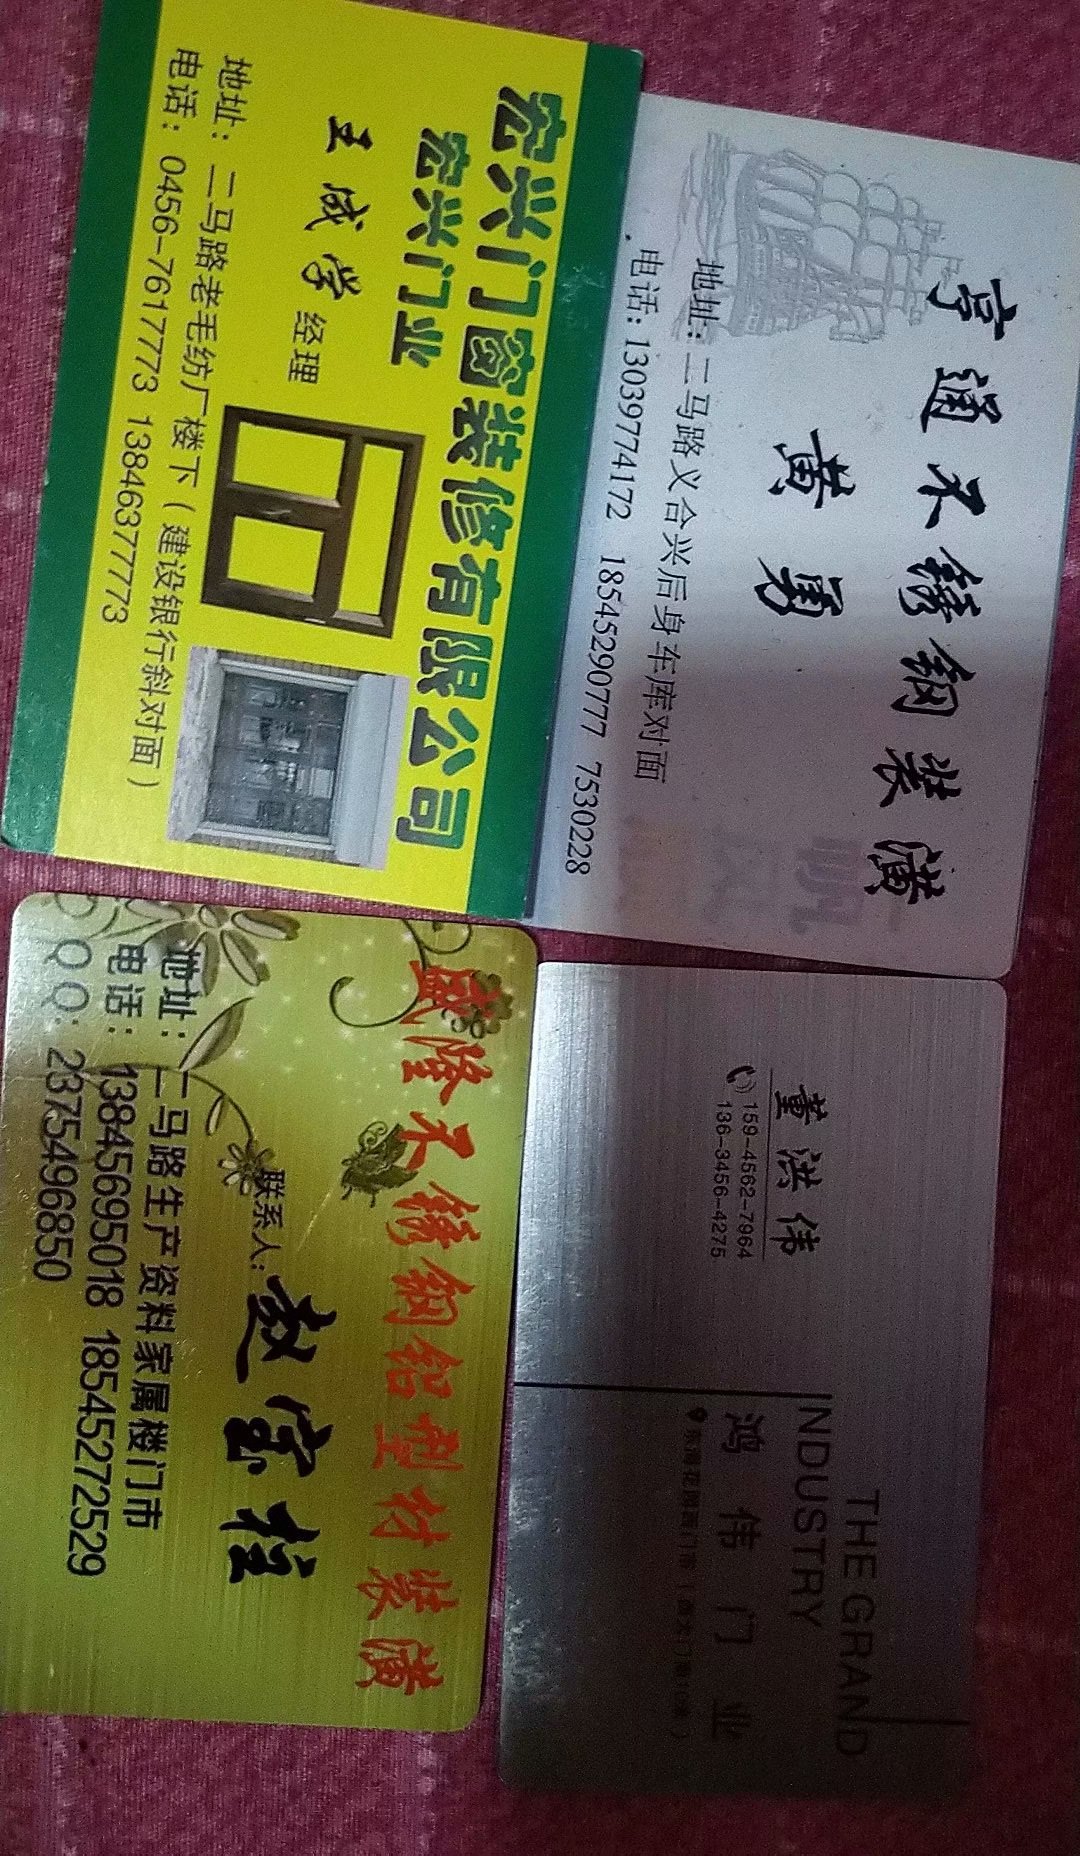 宏兴门窗装修有限公司
宏兴门业
王成学 经理
地址：二马路老毛纺厂楼下（建设银行斜对面）
电话：0456-7617773 13846377773
亨通不锈钢装潢
黄勇
地址：二马路义合兴后身车库对面
电话：13039774172 18545290777 7530228
盛隆不锈钢铝型材装潢
联系人：敖宝柱
地址：二马路生产资料家属楼门市
电话：13845695018 18545272529
QQ：2375496850
董洪伟
159-4562-7964
136-3456-4275
THE GRAND
INDUSTRY
鸿伟门业